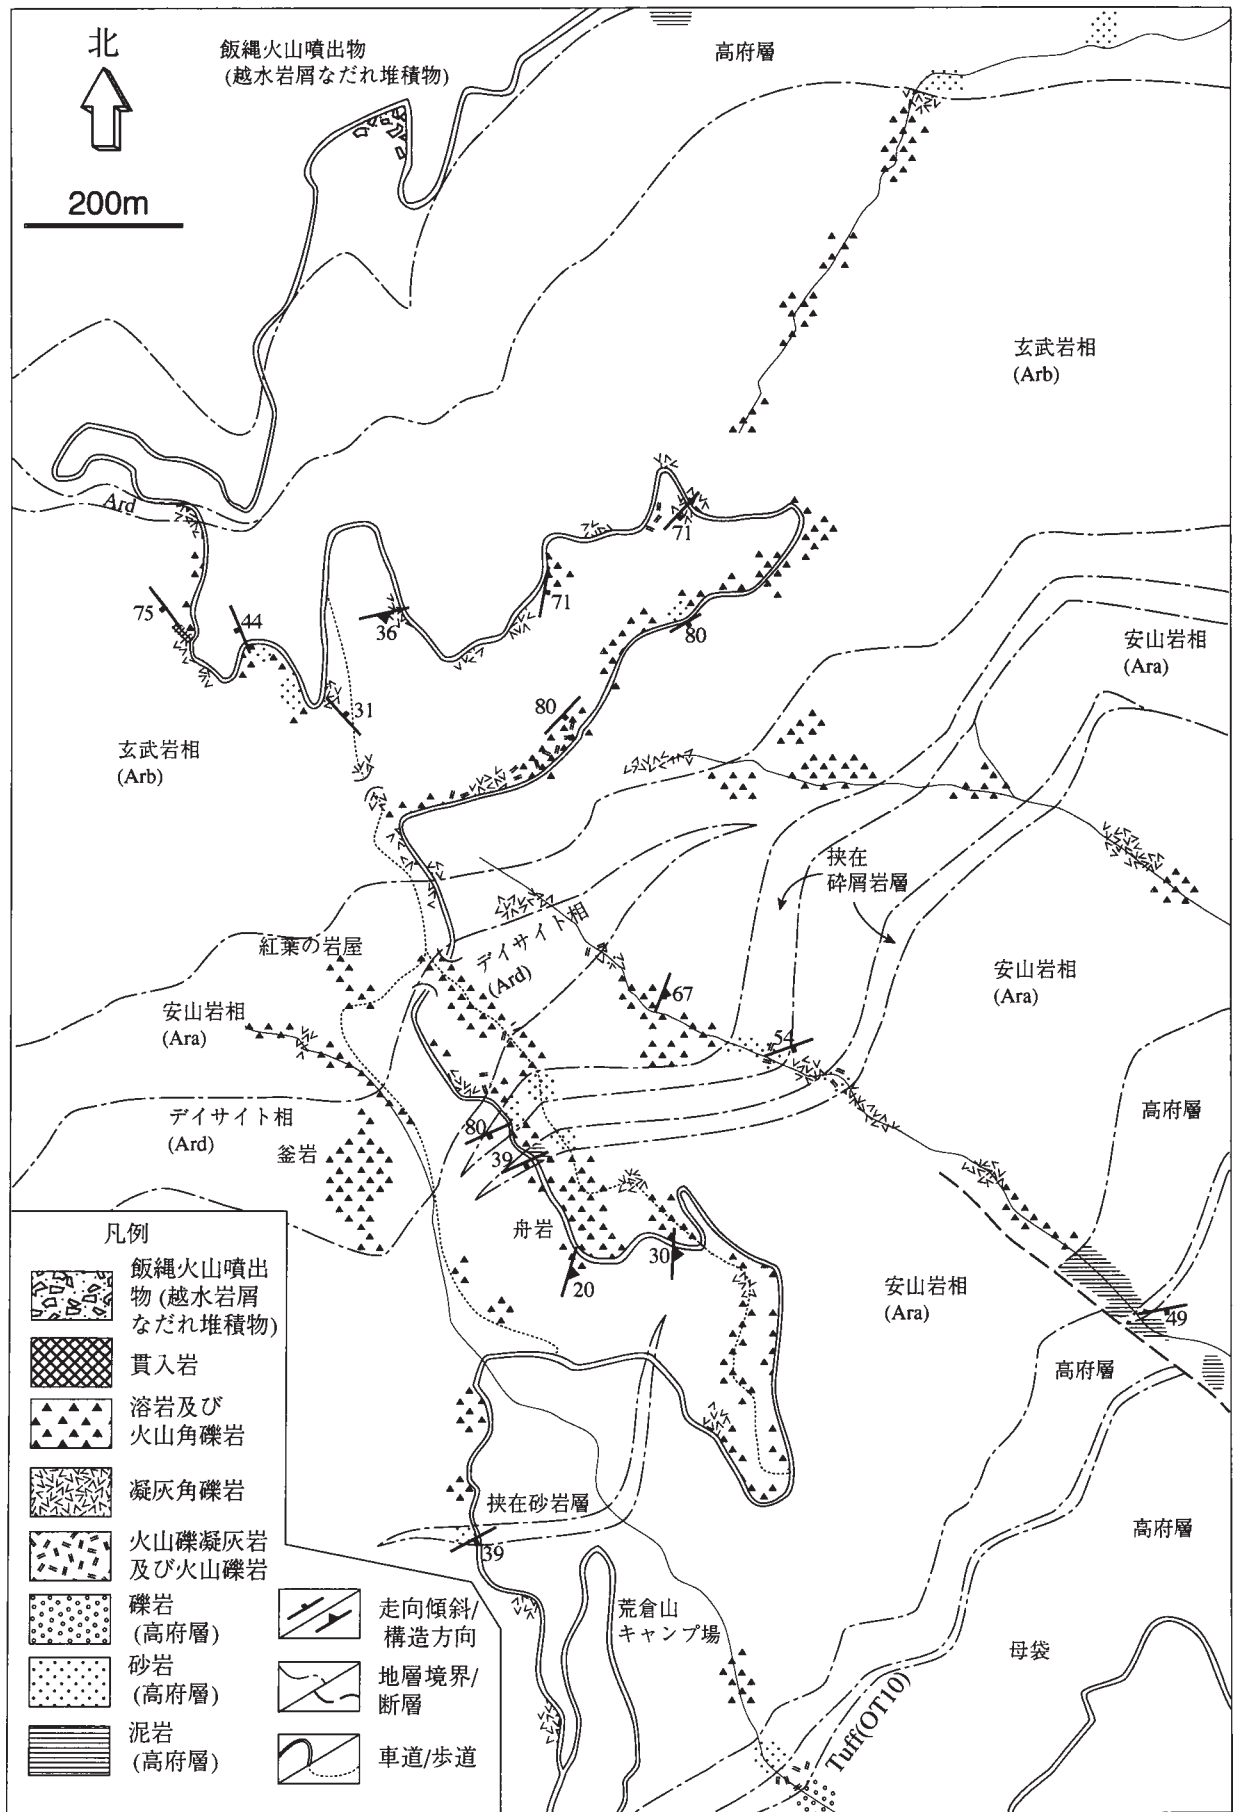 北
200m
飯縄火山噴出物
(越水岩屑なだれ堆積物)
高府層
玄武岩相
(Arb)
Ard
71
75
44
36
71
80
31
80
安山岩相
(Ara)
玄武岩相
(Arb)
挟在
砕屑岩層
紅葉の岩屋
デイサイト相
(Ard)
安山岩相
(Ara)
安山岩相
(Ara)
67
54
デイサイト相
(Ard)
釜岩
80
39
高府層
舟岩
30
20
安山岩相
(Ara)
49
高府層
挟在砂岩層
39
高府層
荒倉山
キャンプ場
母袋
Tuff(OT10)
凡例
飯縄火山噴出
物 (越水岩屑
なだれ堆積物)
貫入岩
溶岩及び
火山角礫岩
凝灰角礫岩
火山礫凝灰岩
及び火山礫岩
礫岩
(高府層)
砂岩
(高府層)
泥岩
(高府層)
走向傾斜/
構造方向
地層境界/
断層
車道/歩道